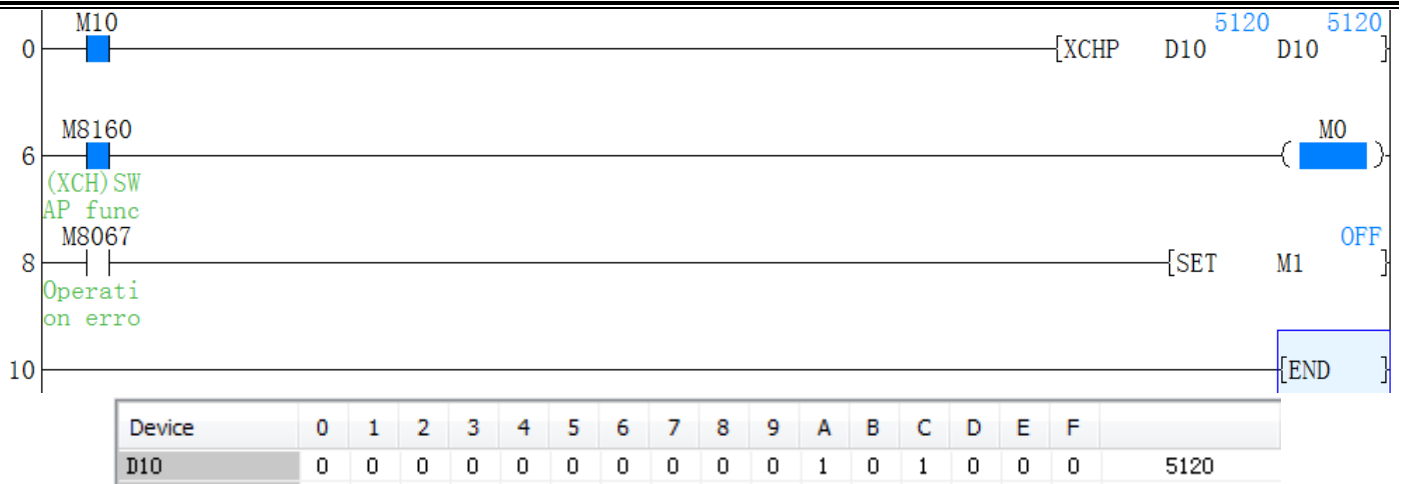 M10 5120 5120
0 [XCHP D10 D10 ]
M8160 M0
6 ( )
(XCH)SW
AP func
M8067 OFF
8 [SET M1 ]
Operati
on erro
10 [END ]
Device 0 1 2 3 4 5 6 7 8 9 A B C D E F
D10 0 0 0 0 0 0 0 0 0 0 1 0 1 0 0 0 5120